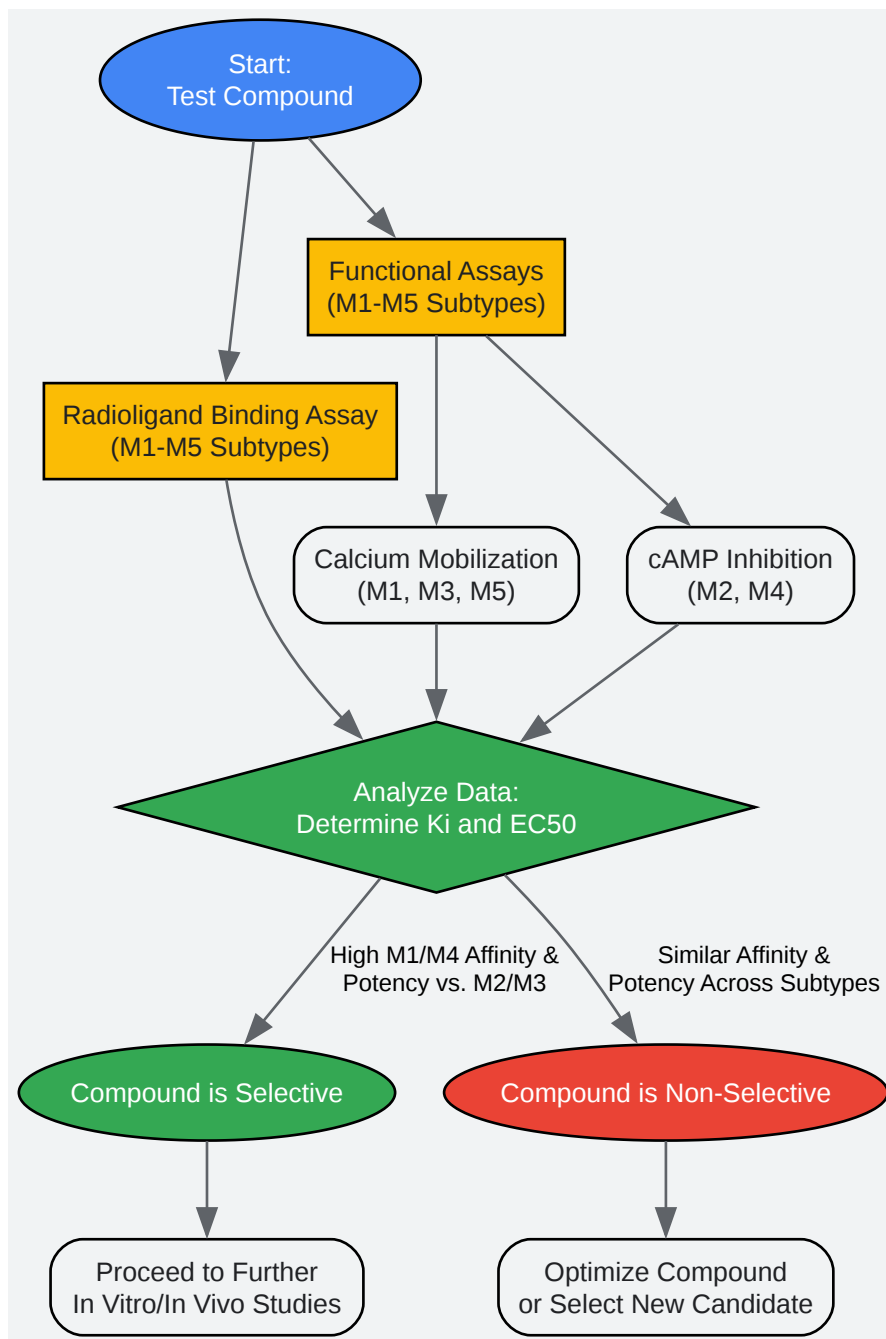 Start:
Test Compound
Functional Assays
(M1-M5 Subtypes)
Radioligand Binding Assay
(M1-M5 Subtypes)
Calcium Mobilization
(M1, M3, M5)
cAMP Inhibition
(M2, M4)
Analyze Data:
Determine Ki and EC50
High M1/M4 Affinity &
Potency vs. M2/M3
Similar Affinity &
Potency Across Subtypes
Compound is Selective
Compound is Non-Selective
Proceed to Further
In Vitro/In Vivo Studies
Optimize Compound
or Select New Candidate